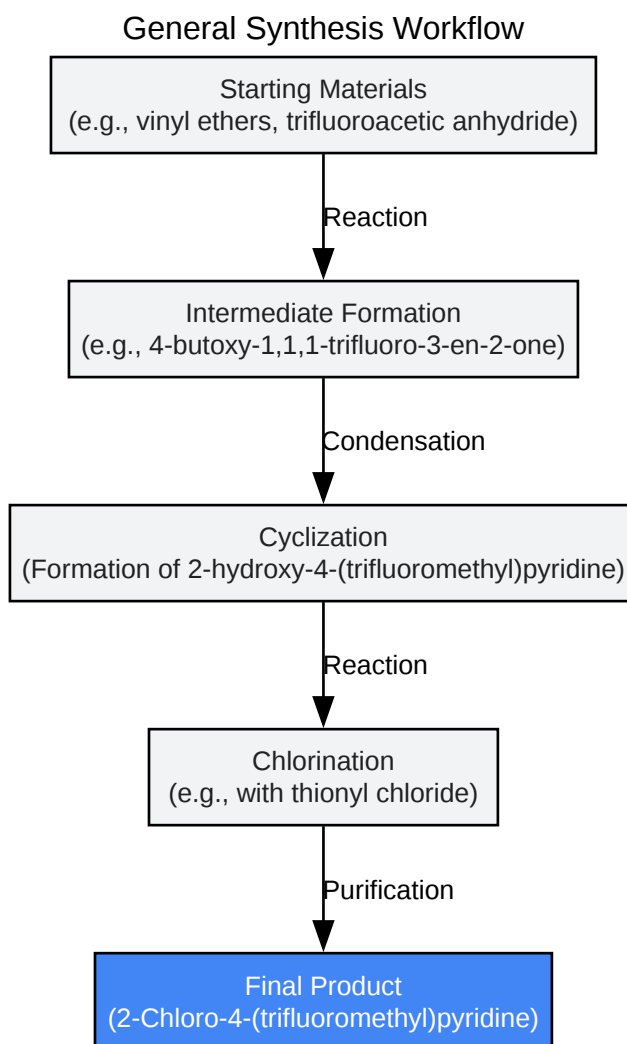 General Synthesis Workflow
Starting Materials
(e.g., vinyl ethers, trifluoroacetic anhydride)
Reaction
Intermediate Formation
(e.g., 4-butoxy-1,1,1-trifluoro-3-en-2-one)
Condensation
Cyclization
(Formation of 2-hydroxy-4-(trifluoromethyl)pyridine)
Reaction
Chlorination
(e.g., with thionyl chloride)
Purification
Final Product
(2-Chloro-4-(trifluoromethyl)pyridine)